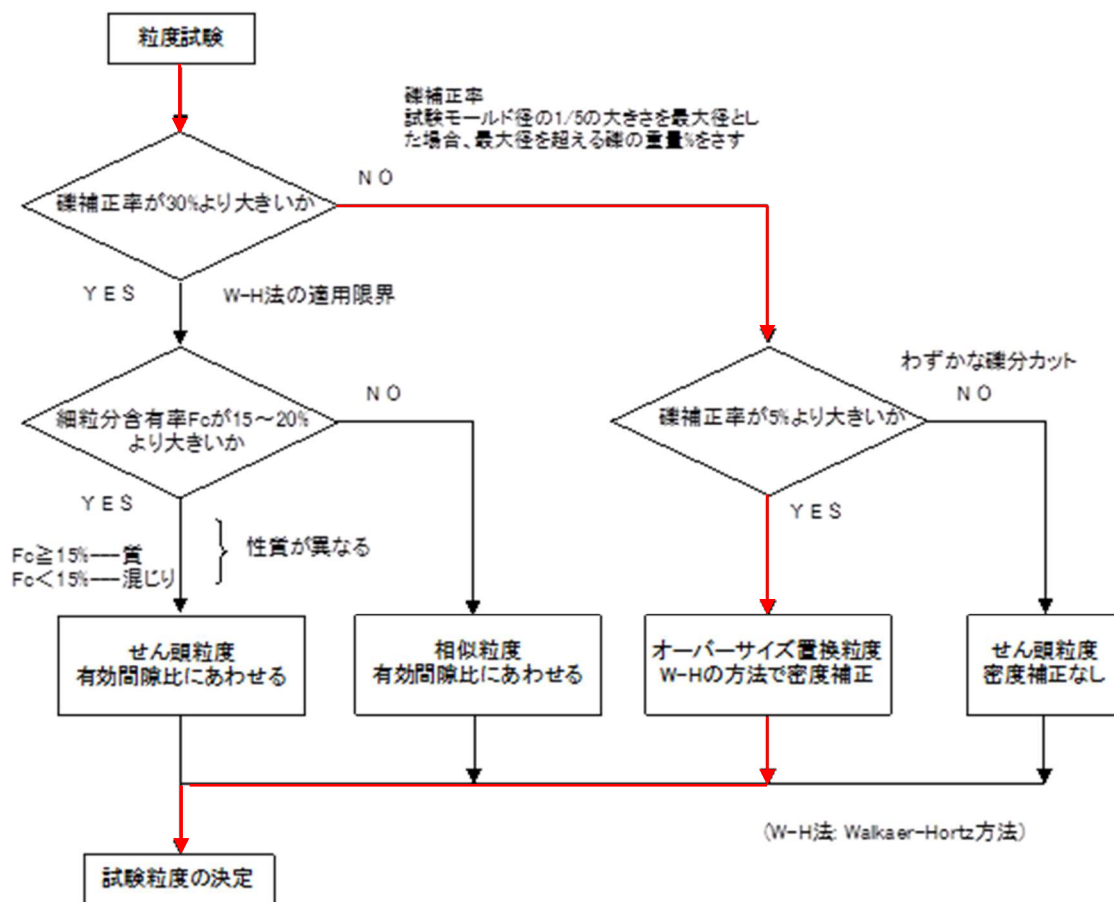 粒度試験
礫補正率
試験モールド径の1/5の大きさを最大径とし
た場合、最大径を超える礫の重量%をさす
礫補正率が30%より大きいか
NO
YES
W-H法の適用限界
細粒分含有率Fcが15～20%
より大きいか
NO
YES
Fc≧15%---質
Fc＜15%---混じり
性質が異なる
礫補正率が5%より大きいか
わずかな礫分カット
NO
YES
せん頭粒度
有効間隙比にあわせる
相似粒度
有効間隙比にあわせる
オーバーサイズ置換粒度
W-Hの方法で密度補正
せん頭粒度
密度補正なし
(W-H法: Walkaer-Hortz方法)
試験粒度の決定